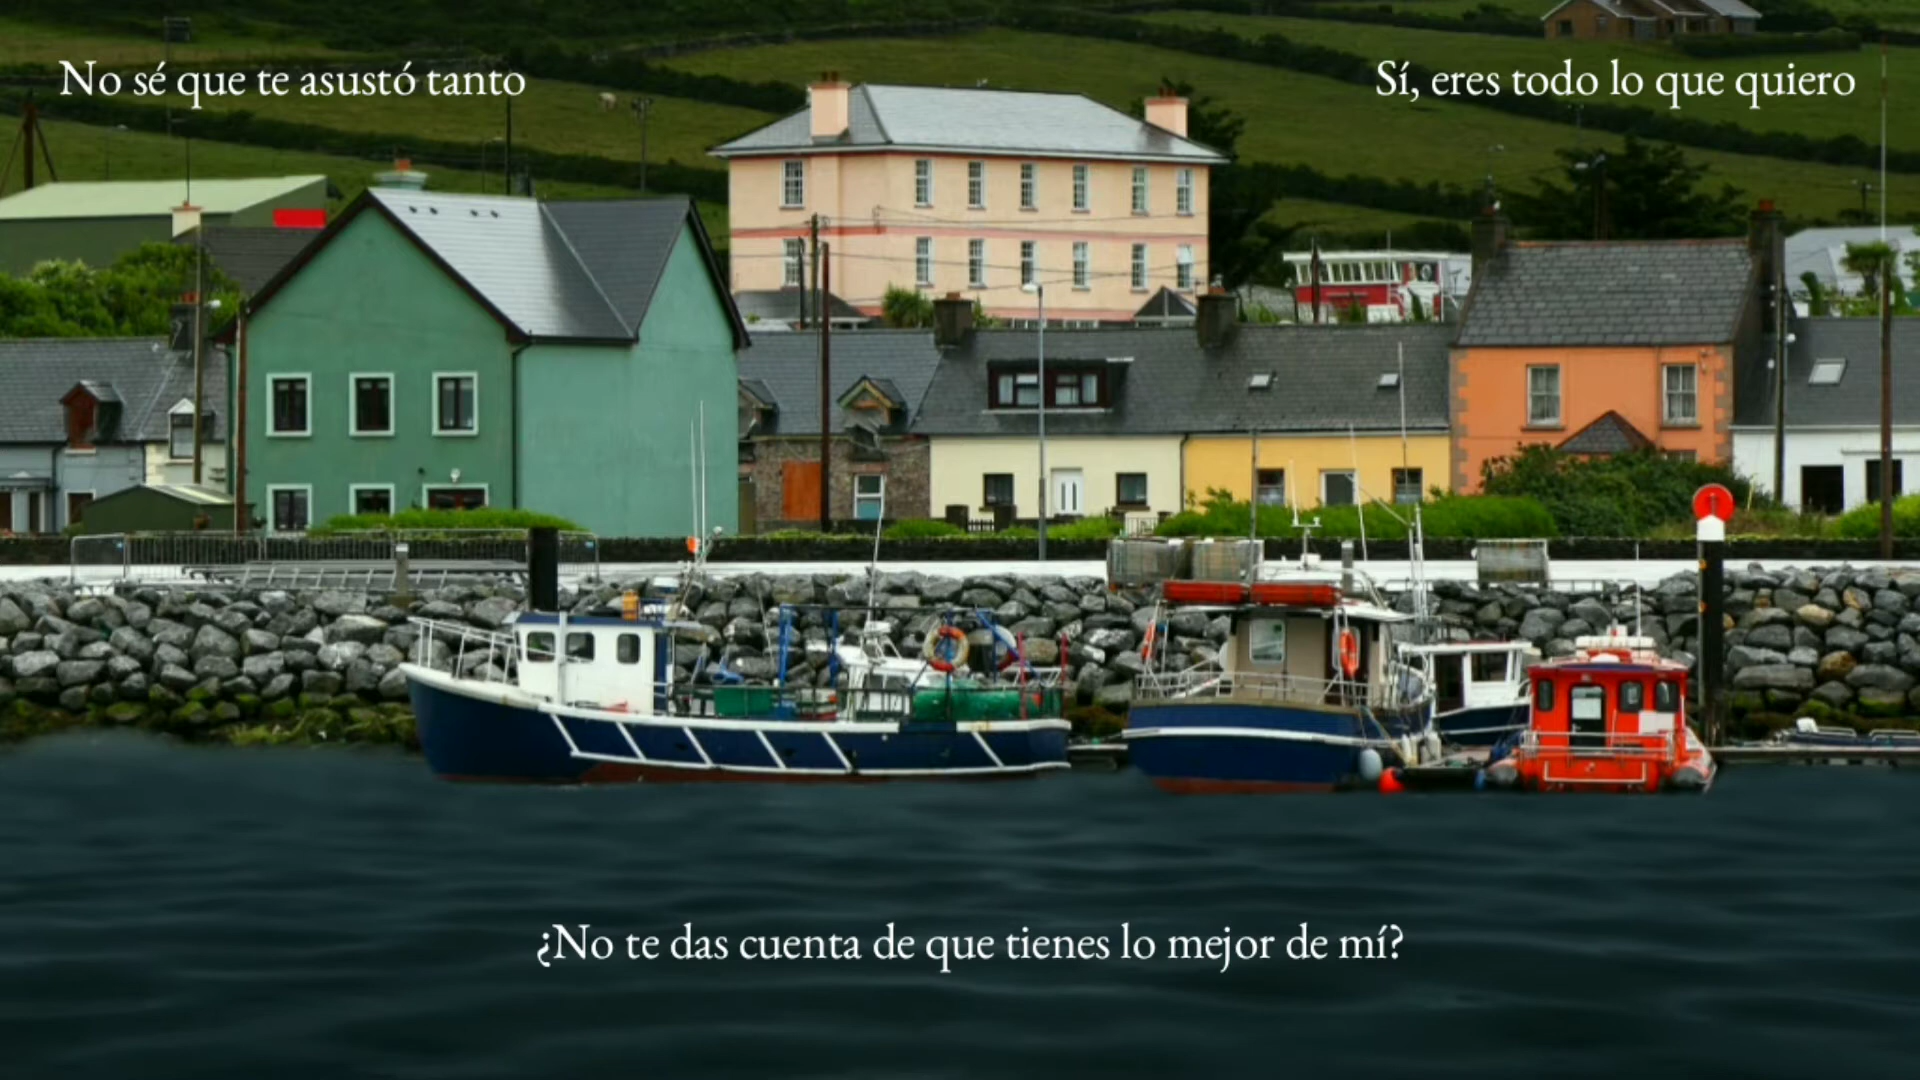 No sé que te asustó tanto
Sí, eres todo lo que quiero
¿No te das cuenta de que tienes lo mejor de mí?